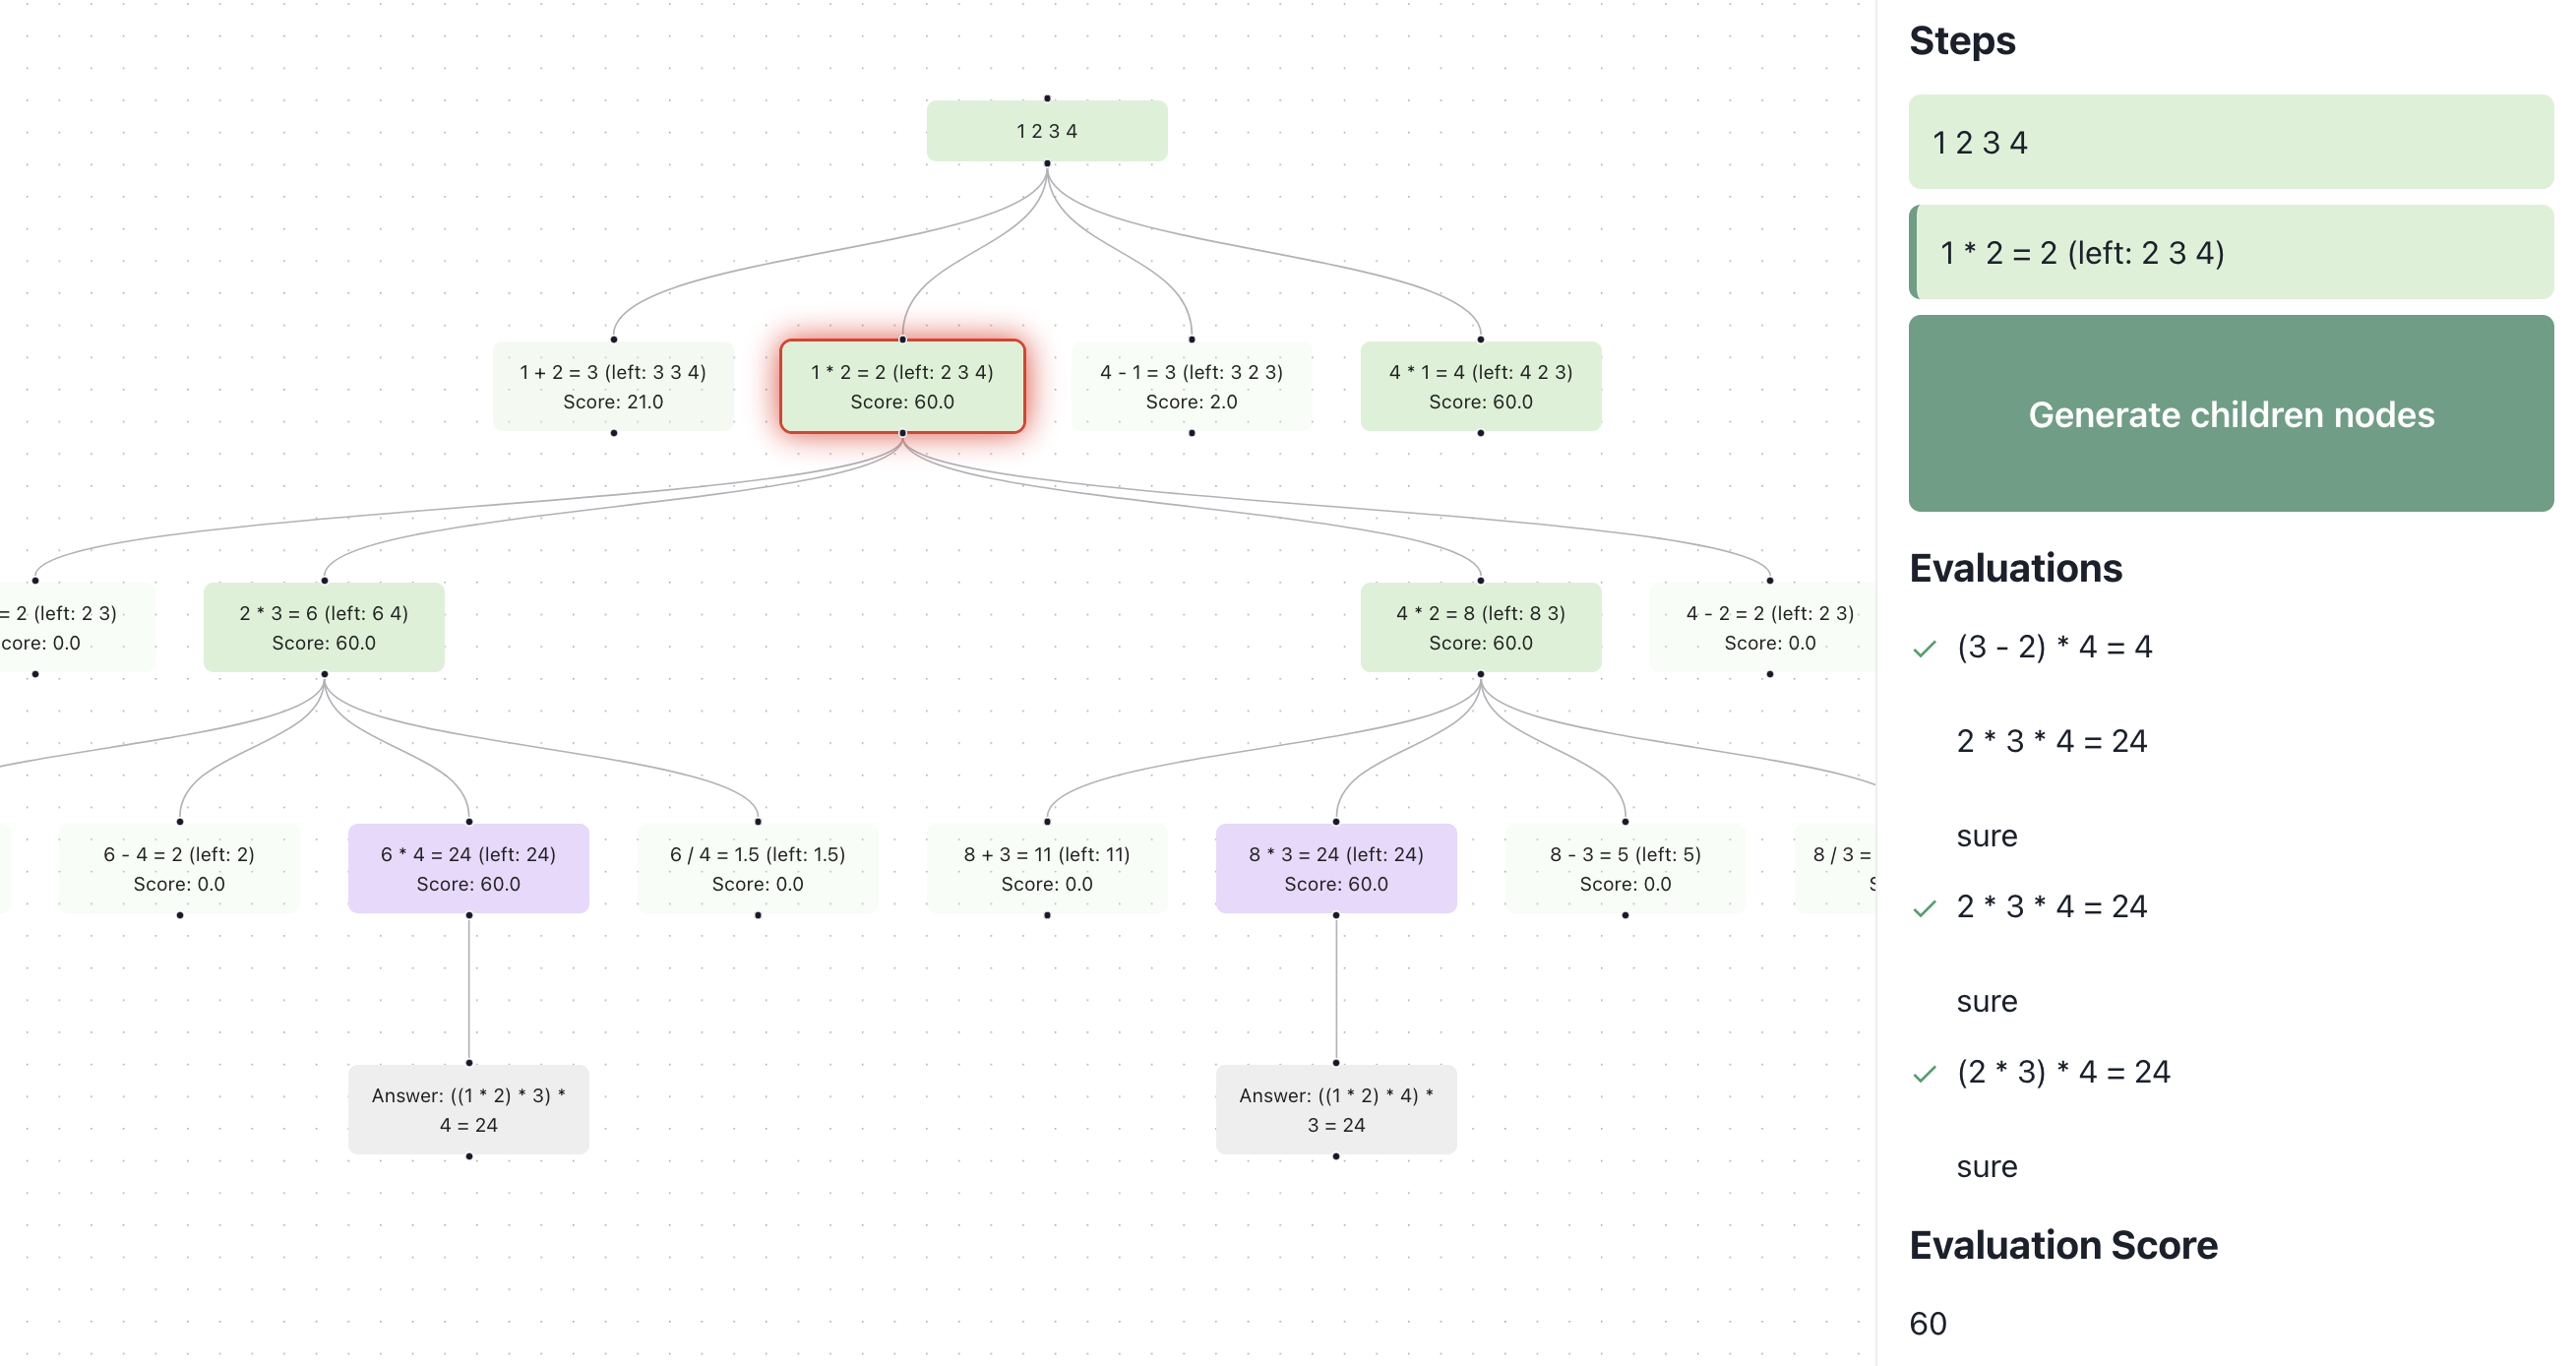 1 2 3 4
1 + 2 = 3 (left: 3 3 4)
Score: 21.0
1 * 2 = 2 (left: 2 3 4)
Score: 60.0
4 - 1 = 3 (left: 3 2 3)
Score: 2.0
4 * 1 = 4 (left: 4 2 3)
Score: 60.0
= 2 (left: 2 3)
core: 0.0
2 * 3 = 6 (left: 6 4)
Score: 60.0
4 * 2 = 8 (left: 8 3)
Score: 60.0
4 - 2 = 2 (left: 2 3)
Score: 0.0
6 - 4 = 2 (left: 2)
Score: 0.0
6 * 4 = 24 (left: 24)
Score: 60.0
6 / 4 = 1.5 (left: 1.5)
Score: 0.0
8 + 3 = 11 (left: 11)
Score: 0.0
8 * 3 = 24 (left: 24)
Score: 60.0
8 - 3 = 5 (left: 5)
Score: 0.0
8 / 3 =
Answer: ((1 * 2) * 3) *
4 = 24
Answer: ((1 * 2) * 4) *
3 = 24
Steps
1 2 3 4
1 * 2 = 2 (left: 2 3 4)
Generate children nodes
Evaluations
(3 - 2) * 4 = 4
2 * 3 * 4 = 24
sure
2 * 3 * 4 = 24
sure
(2 * 3) * 4 = 24
sure
Evaluation Score
60